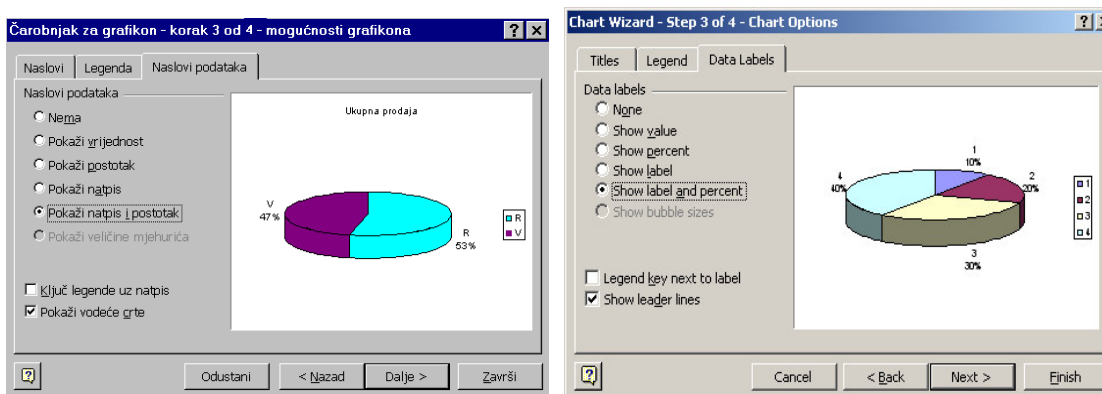 Čarobnjak za grafikon - korak 3 od 4 - mogućnosti grafikona
Naslovi Legenda Naslovi podataka
Naslovi podataka
Nema
Pokaži vrijednost
Pokaži postotak
Pokaži natpis
Pokaži natpis i postotak
Pokaži veličine mjehurića
Ključ legende uz natpis
Pokaži vodeće crte
Ukupna prodaja
V
47%
R
53%
R
V
Odustani < Nazad Dalje > Završi
Chart Wizard - Step 3 of 4 - Chart Options
Titles Legend Data Labels
Data labels
None
Show value
Show percent
Show label
Show label and percent
Show bubble sizes
Legend key next to label
Show leader lines
1
10%
2
20%
3
30%
4
40%
1
2
3
4
Cancel < Back Next > Finish